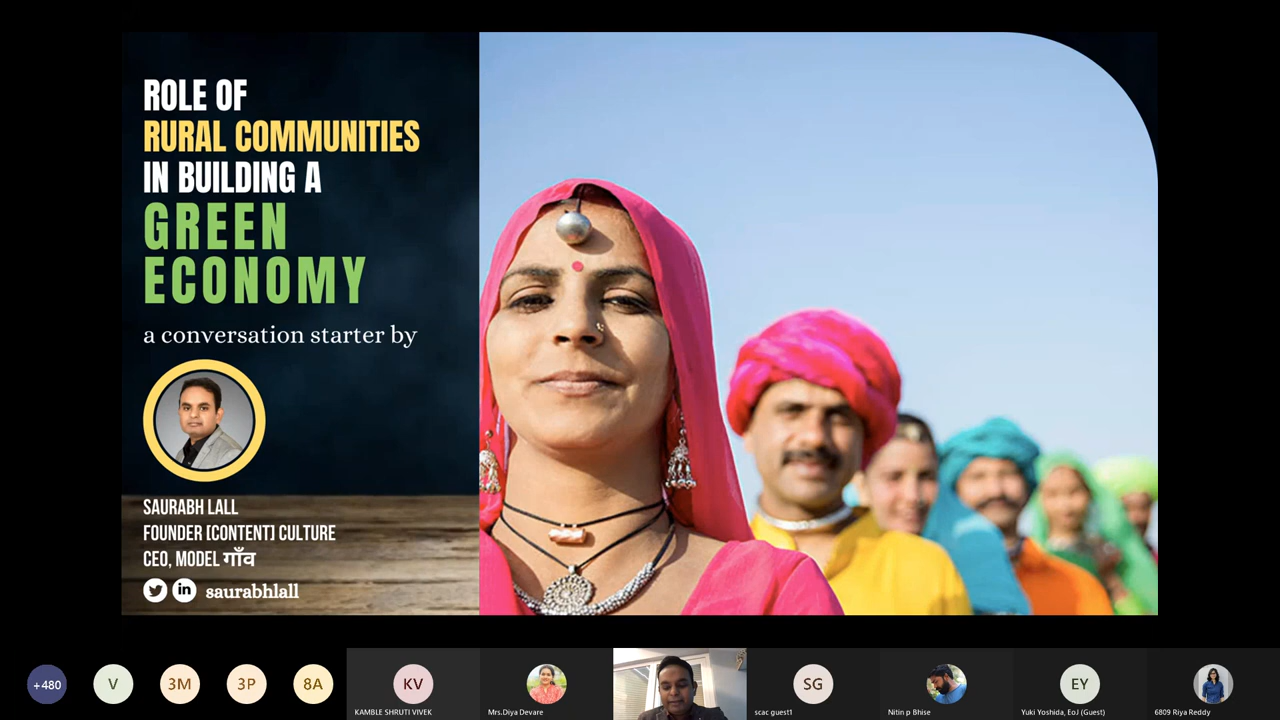 ROLE OF
RURAL COMMUNITIES
IN BUILDING A
GREEN
ECONOMY
a conversation starter by
SAURABH LALL
FOUNDER [CONTENT] CULTURE
CEO, MODEL गाँव
in saurabhlall
+480
V
3M
3P
8A
KV
KAMBLE SHRUTI VIVEK
Mrs.Diya Devare
SG
scac guest1
Nitin p Bhise
EY
Yuki Yoshida, EoJ (Guest)
6809 Riya Reddy